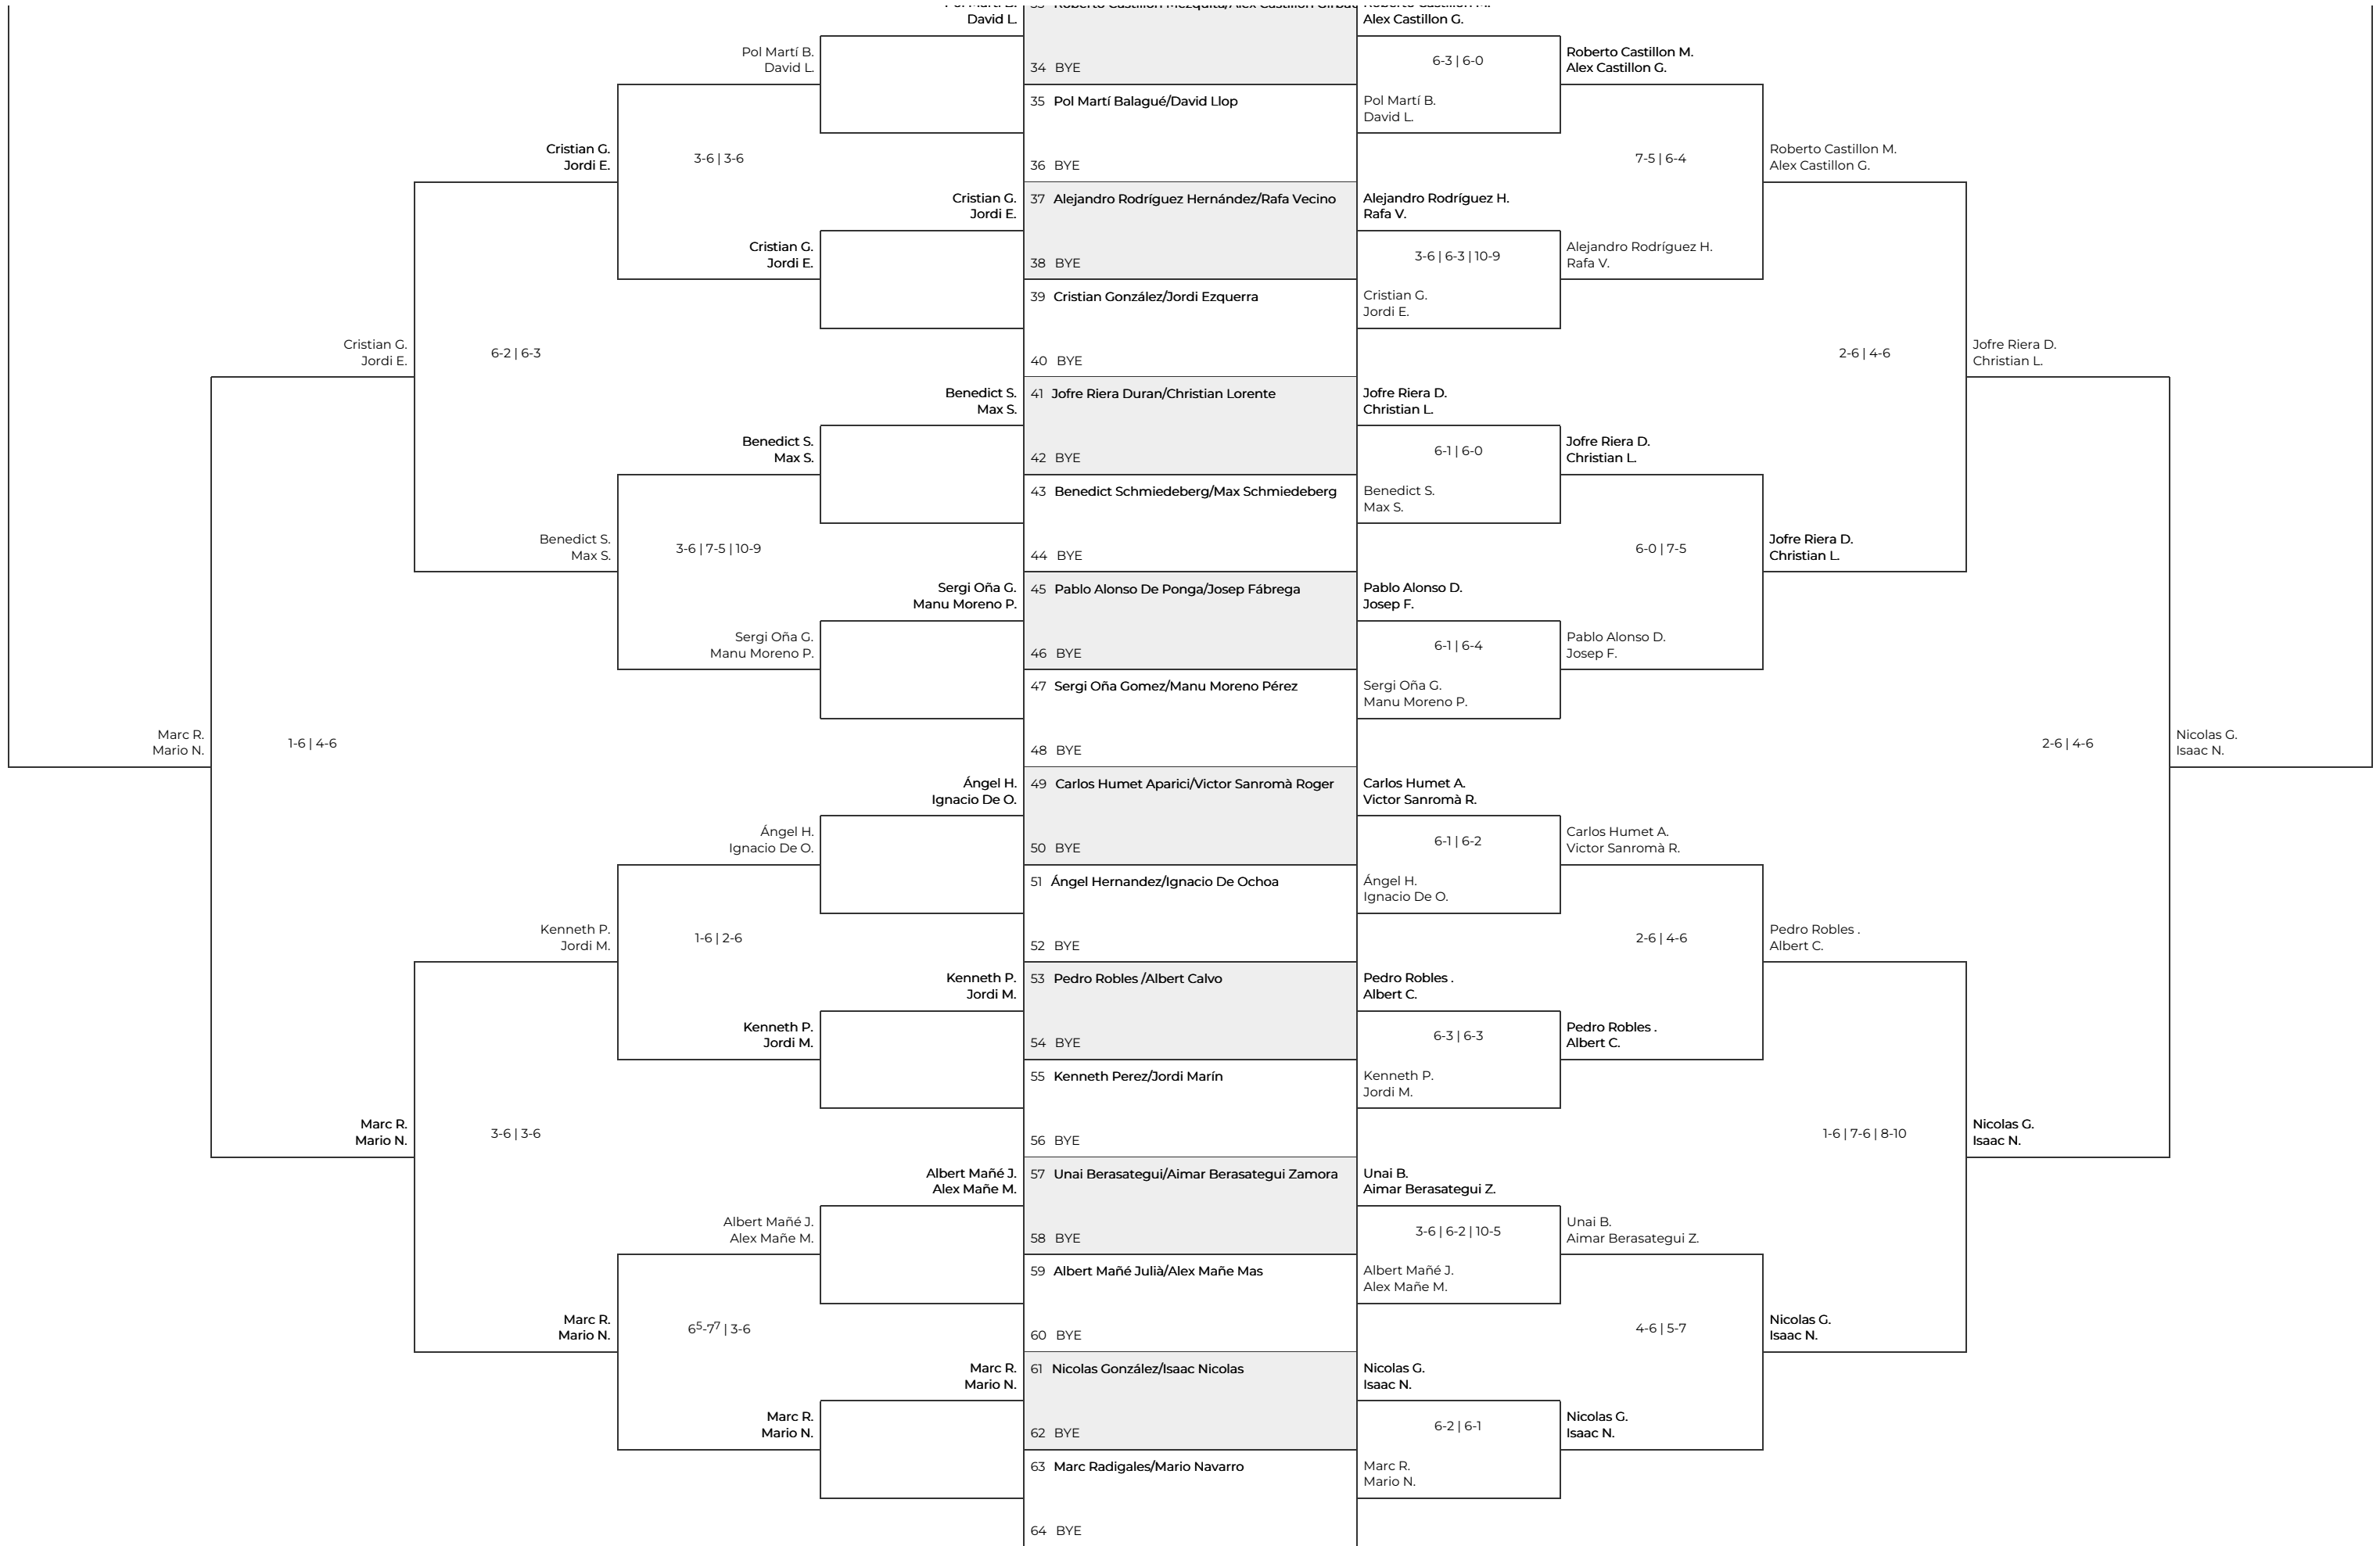 David L.
Alex Castillon G.
Pol Martí B.
David L.
34 BYE
6-3 | 6-0
Roberto Castillon M.
Alex Castillon G.
35 Pol Martí Balagué/David Llop
Pol Martí B.
David L.
Cristian G.
Jordi E.
3-6 | 3-6
36 BYE
7-5 | 6-4
Roberto Castillon M.
Alex Castillon G.
Cristian G.
Jordi E.
37 Alejandro Rodríguez Hernández/Rafa Vecino
Alejandro Rodríguez H.
Rafa V.
Cristian G.
Jordi E.
38 BYE
3-6 | 6-3 | 10-9
Alejandro Rodríguez H.
Rafa V.
39 Cristian González/Jordi Ezquerra
Cristian G.
Jordi E.
Cristian G.
Jordi E.
6-2 | 6-3
40 BYE
2-6 | 4-6
Jofre Riera D.
Christian L.
Benedict S.
Max S.
41 Jofre Riera Duran/Christian Lorente
Jofre Riera D.
Christian L.
Benedict S.
Max S.
42 BYE
6-1 | 6-0
Jofre Riera D.
Christian L.
43 Benedict Schmiedeberg/Max Schmiedeberg
Benedict S.
Max S.
Benedict S.
Max S.
3-6 | 7-5 | 10-9
44 BYE
6-0 | 7-5
Jofre Riera D.
Christian L.
Sergi Oña G.
Manu Moreno P.
45 Pablo Alonso De Ponga/Josep Fábrega
Pablo Alonso D.
Josep F.
Sergi Oña G.
Manu Moreno P.
46 BYE
6-1 | 6-4
Pablo Alonso D.
Josep F.
47 Sergi Oña Gomez/Manu Moreno Pérez
Sergi Oña G.
Manu Moreno P.
Marc R.
Mario N.
1-6 | 4-6
48 BYE
2-6 | 4-6
Nicolas G.
Isaac N.
Ángel H.
Ignacio De O.
49 Carlos Humet Aparici/Victor Sanromà Roger
Carlos Humet A.
Victor Sanromà R.
Ángel H.
Ignacio De O.
50 BYE
6-1 | 6-2
Carlos Humet A.
Victor Sanromà R.
51 Ángel Hernandez/Ignacio De Ochoa
Ángel H.
Ignacio De O.
Kenneth P.
Jordi M.
1-6 | 2-6
52 BYE
2-6 | 4-6
Pedro Robles .
Albert C.
Kenneth P.
Jordi M.
53 Pedro Robles /Albert Calvo
Pedro Robles .
Albert C.
Kenneth P.
Jordi M.
54 BYE
6-3 | 6-3
Pedro Robles .
Albert C.
55 Kenneth Perez/Jordi Marín
Kenneth P.
Jordi M.
Marc R.
Mario N.
3-6 | 3-6
56 BYE
1-6 | 7-6 | 8-10
Nicolas G.
Isaac N.
Albert Mañé J.
Alex Mañe M.
57 Unai Berasategui/Aimar Berasategui Zamora
Unai B.
Aimar Berasategui Z.
Albert Mañé J.
Alex Mañe M.
58 BYE
3-6 | 6-2 | 10-5
Unai B.
Aimar Berasategui Z.
59 Albert Mañé Julià/Alex Mañe Mas
Albert Mañé J.
Alex Mañe M.
Marc R.
Mario N.
6⁵-7⁷ | 3-6
60 BYE
4-6 | 5-7
Nicolas G.
Isaac N.
Marc R.
Mario N.
61 Nicolas González/Isaac Nicolas
Nicolas G.
Isaac N.
Marc R.
Mario N.
62 BYE
6-2 | 6-1
Nicolas G.
Isaac N.
63 Marc Radigales/Mario Navarro
Marc R.
Mario N.
64 BYE